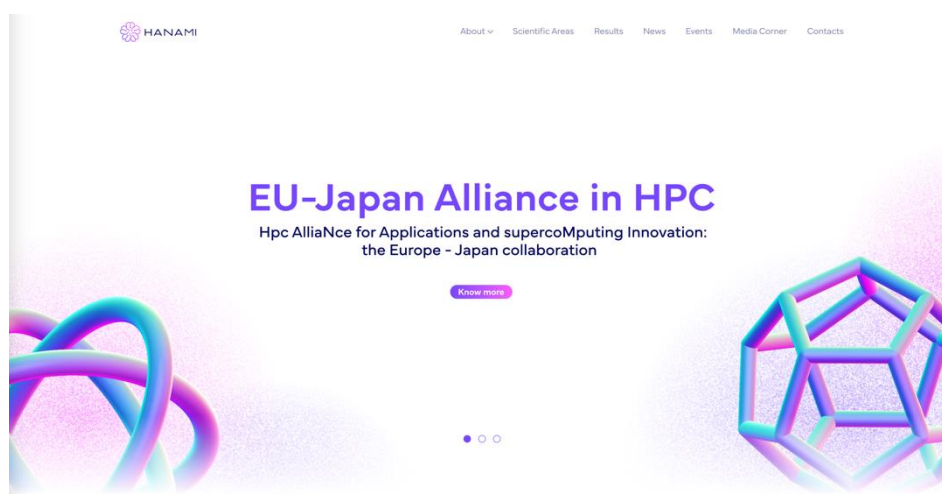 HANAMI
About
Scientific Areas
Results
News
Events
Media Corner
Contacts
EU-Japan Alliance in HPC
Hpc AlliaNce for Applications and supercoMputing Innovation:
the Europe - Japan collaboration
Know more